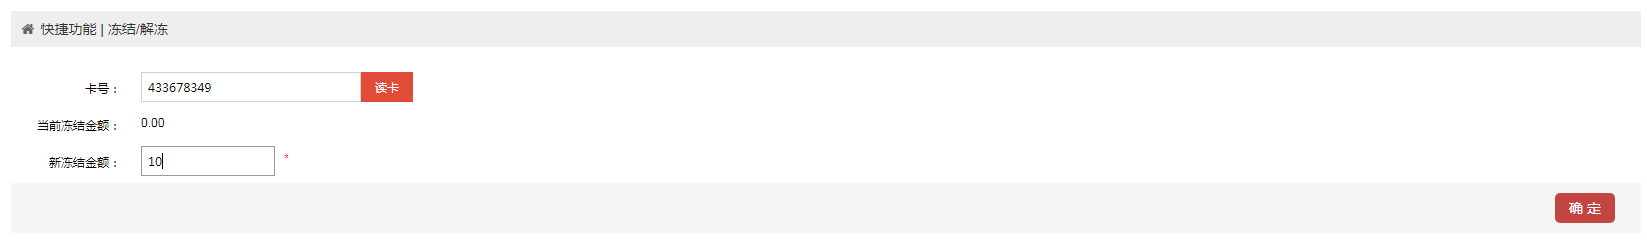 快捷功能 | 冻结/解冻
卡号： 433678349 读卡
当前冻结金额： 0.00
新冻结金额： 10 *
确 定